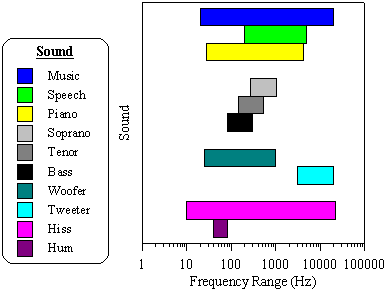 Sound
Music
Speech
Piano
Soprano
Tenor
Bass
Woofer
Tweeter
Hiss
Hum
Sound
1 10 100 1000 10000 100000
Frequency Range (Hz)